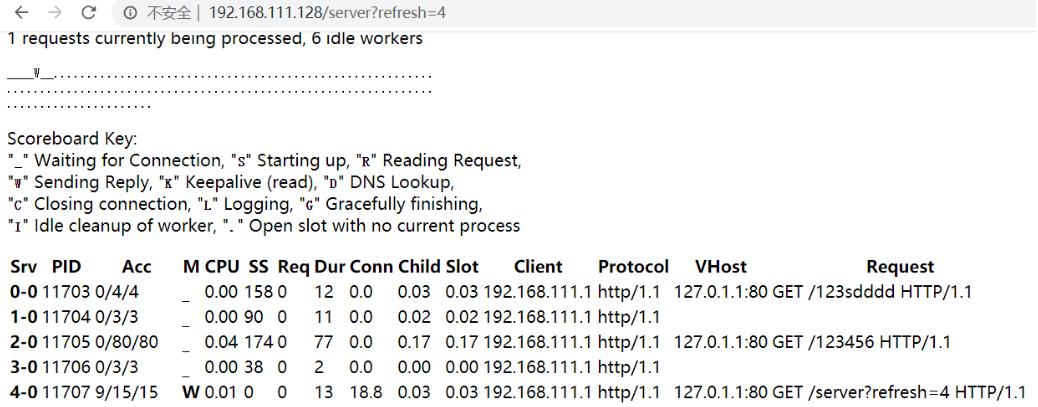 不安全 | 192.168.111.128/server?refresh=4
1 requests currently being processed, 6 idle workers
____W__.........................................................
................................................................
......................
Scoreboard Key:
"_" Waiting for Connection, "S" Starting up, "R" Reading Request,
"W" Sending Reply, "K" Keepalive (read), "D" DNS Lookup,
"C" Closing connection, "L" Logging, "G" Gracefully finishing,
"I" Idle cleanup of worker, "." Open slot with no current process
Srv PID Acc M CPU SS Req Dur Conn Child Slot Client Protocol VHost Request
0-0 11703 0/4/4 _ 0.00 158 0 12 0.0 0.03 0.03 192.168.111.1 http/1.1 127.0.1.1:80 GET /123sdddd HTTP/1.1
1-0 11704 0/3/3 _ 0.00 90 0 11 0.0 0.02 0.02 192.168.111.1 http/1.1
2-0 11705 0/80/80 _ 0.04 174 0 77 0.0 0.17 0.17 192.168.111.1 http/1.1 127.0.1.1:80 GET /123456 HTTP/1.1
3-0 11706 0/3/3 _ 0.00 38 0 2 0.0 0.00 0.00 192.168.111.1 http/1.1
4-0 11707 9/15/15 W 0.01 0 0 13 18.8 0.03 0.03 192.168.111.1 http/1.1 127.0.1.1:80 GET /server?refresh=4 HTTP/1.1